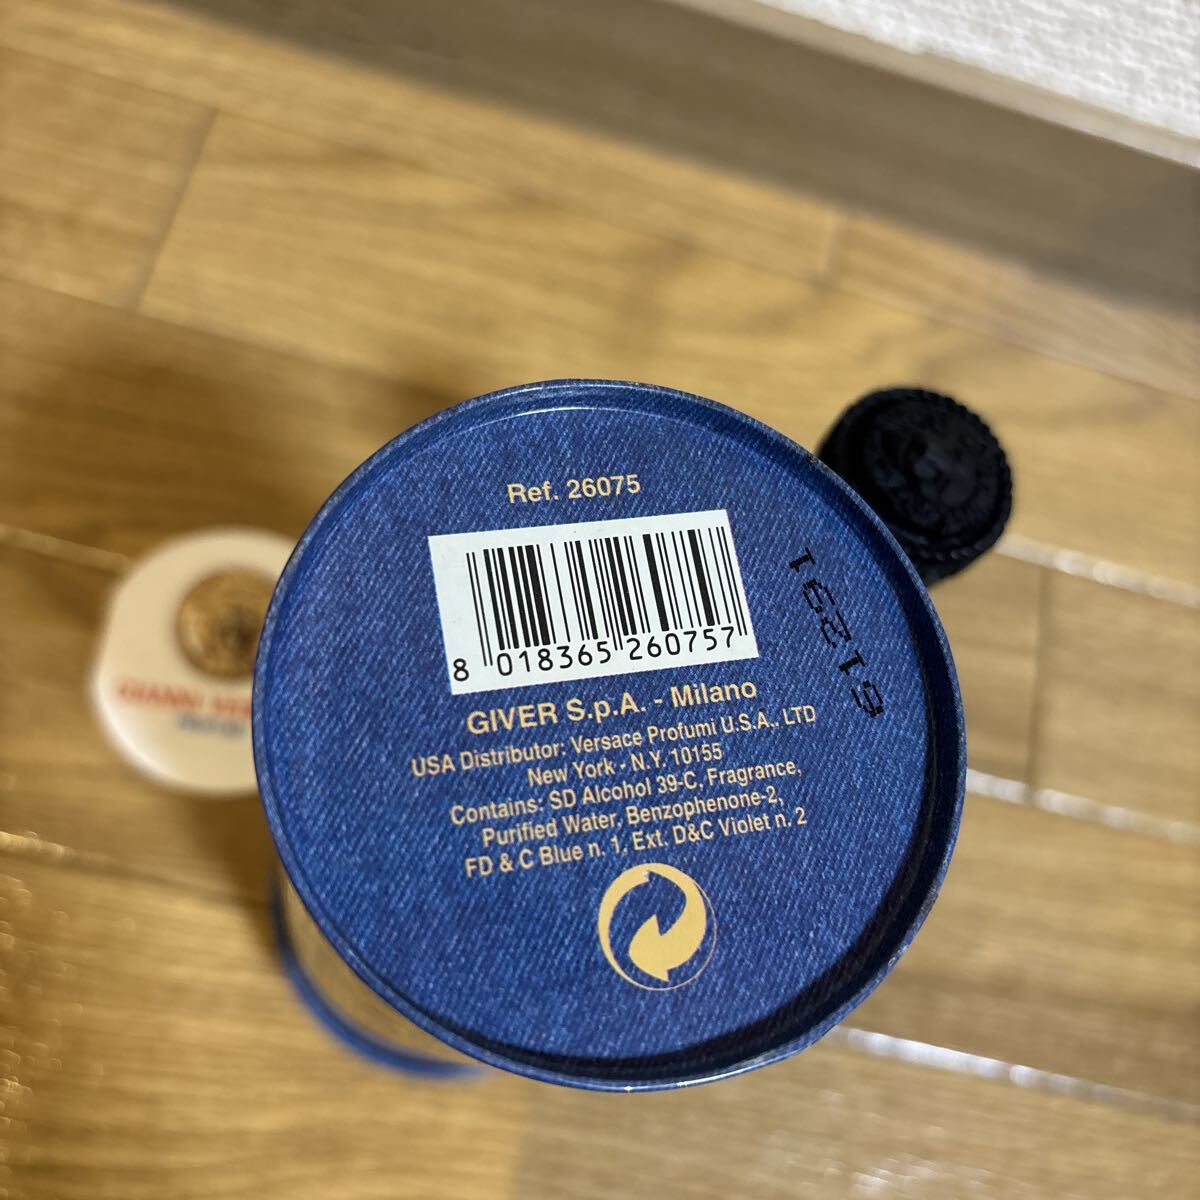 Ref. 26075
8 018365 260757
GIVER S.p.A. - Milano
USA Distributor: Versace Profumi U.S.A., LTD
New York - N.Y. 10155
Contains: SD Alcohol 39-C, Fragrance,
Purified Water, Benzophenone-2,
FD & C Blue n. 1, Ext. D&C Violet n. 2